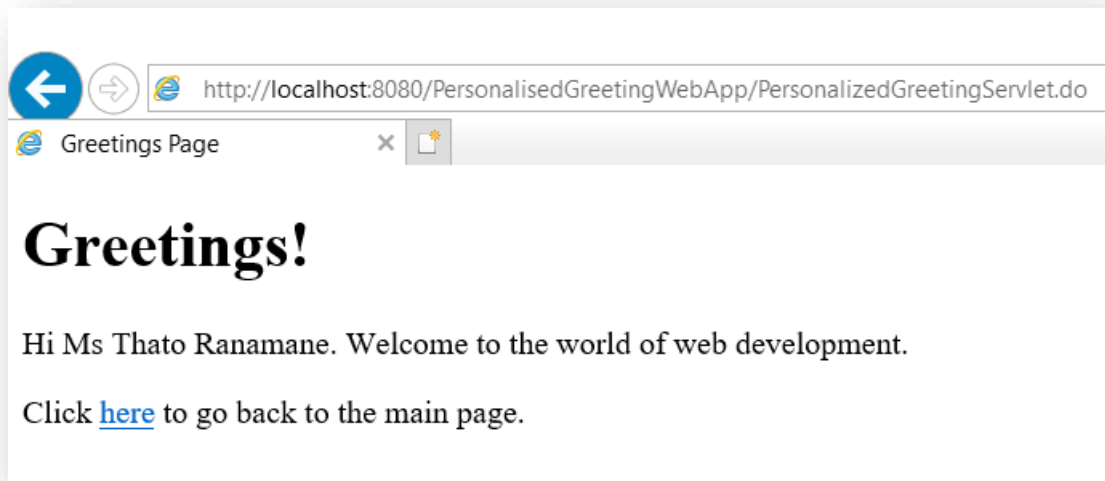 http://localhost:8080/PersonalisedGreetingWebApp/PersonalizedGreetingServlet.do
Greetings Page
Greetings!
Hi Ms Thato Ranamane. Welcome to the world of web development.
Click here to go back to the main page.